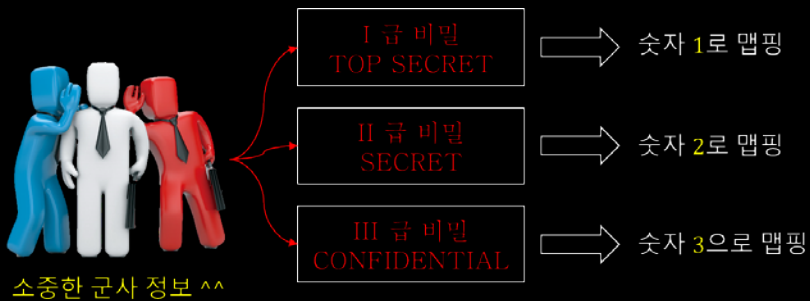 I 급 비밀
TOP SECRET
숫자 1로 맵핑
II 급 비밀
SECRET
숫자 2로 맵핑
III 급 비밀
CONFIDENTIAL
숫자 3으로 맵핑
소중한 군사 정보 ^^